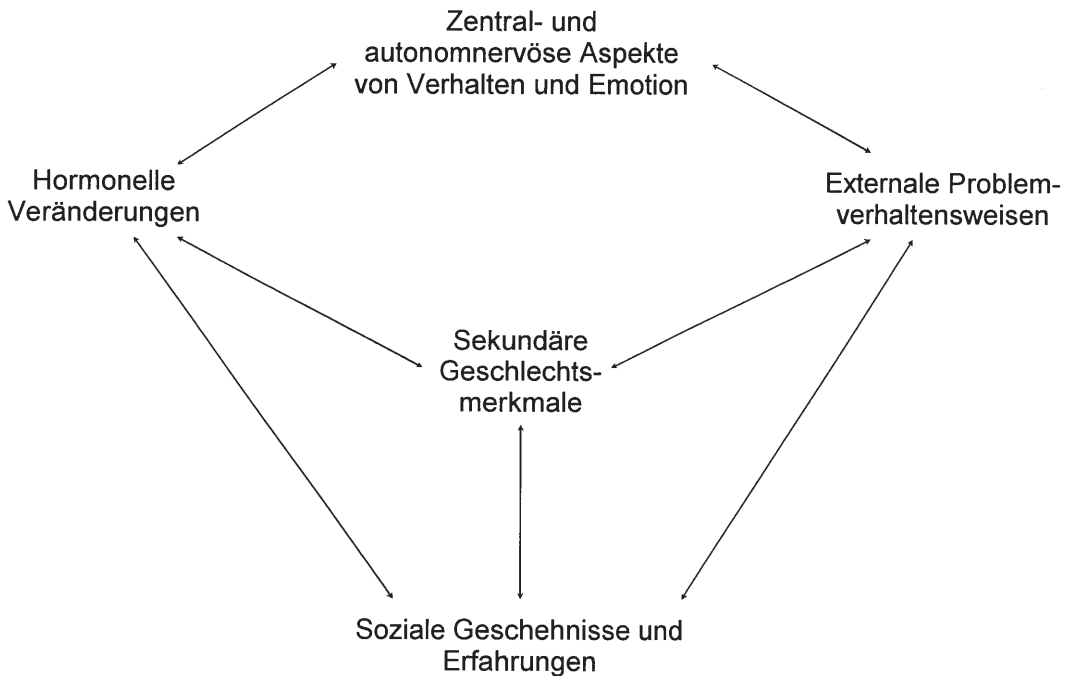 Zentral- und
autonomnervöse Aspekte
von Verhalten und Emotion
Hormonelle
Veränderungen
Externale Problem-
verhaltensweisen
Sekundäre
Geschlechts-
merkmale
Soziale Geschehnisse und
Erfahrungen